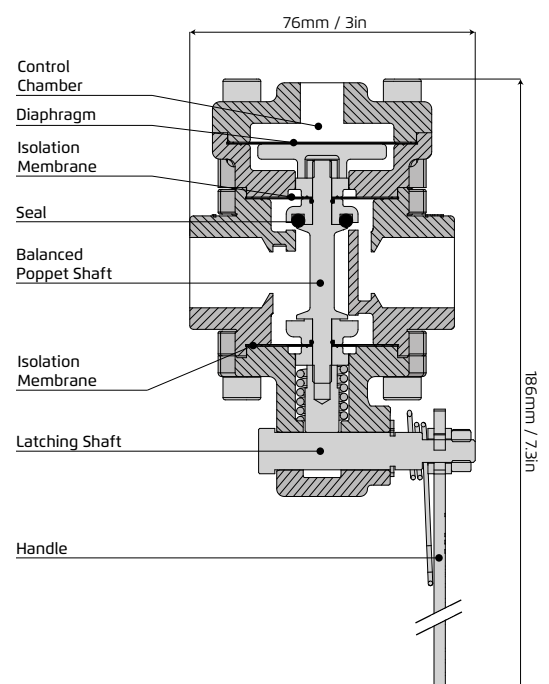 76mm / 3in
Control
Chamber
Diaphragm
Isolation
Membrane
Seal
Balanced
Poppet Shaft
Isolation
Membrane
186mm / 7.3in
Latching Shaft
Handle